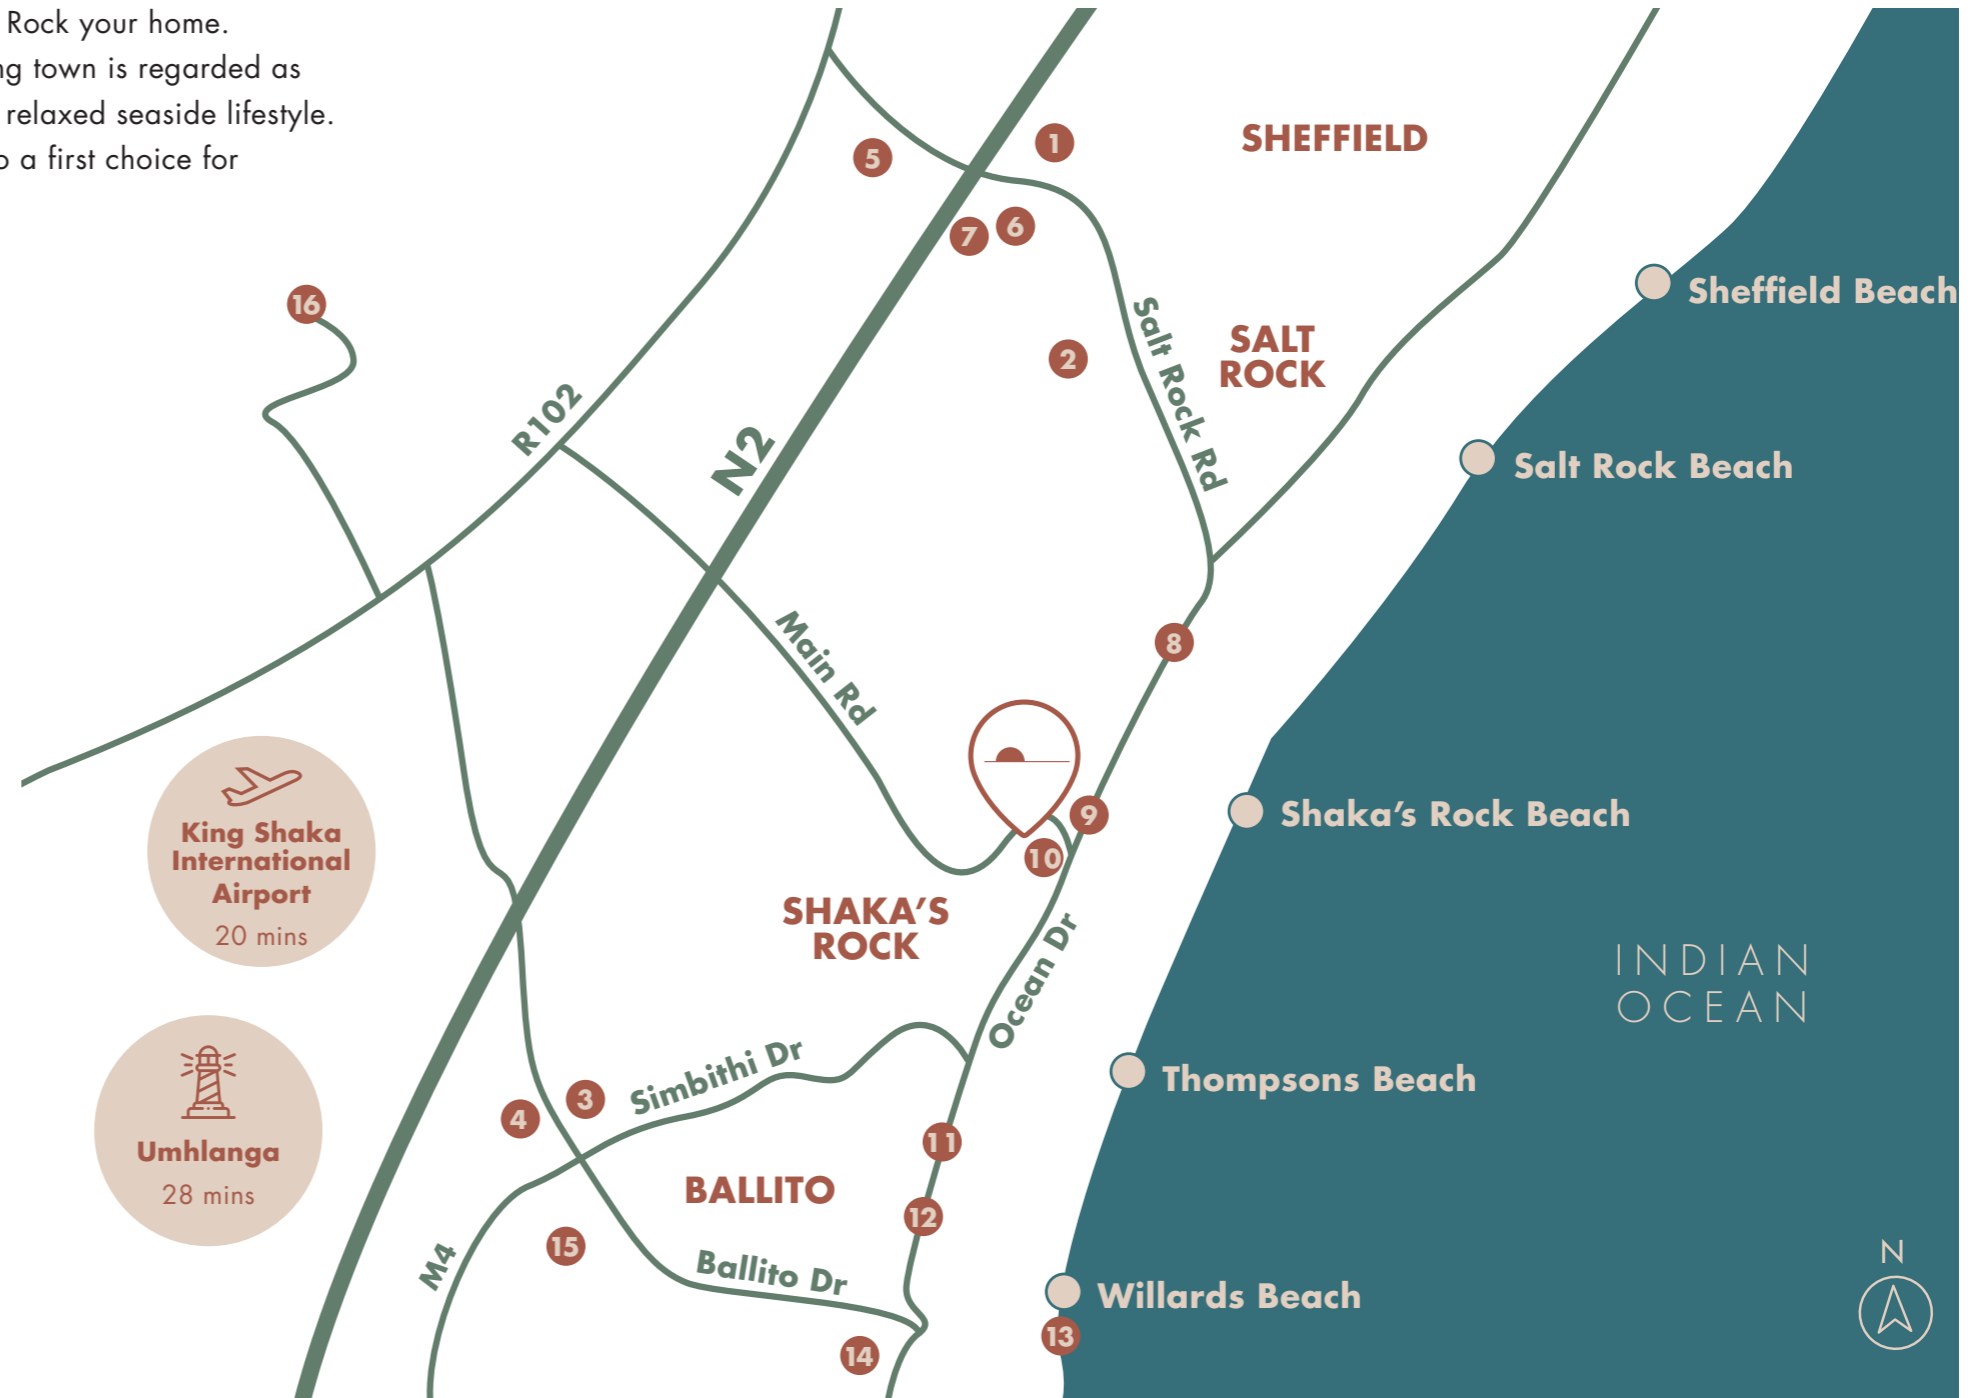 Rock your home.
ng town is regarded as
relaxed seaside lifestyle.
o a first choice for
1
SHEFFIELD
5
6
7
Sheffield Beach
16
Salt Rock Rd
SALT
ROCK
2
R102
N2
Salt Rock Beach
Main Rd
8
King Shaka
International
Airport
20 mins
9
Shaka's Rock Beach
10
SHAKA'S
ROCK
Ocean Dr
INDIAN
OCEAN
Simbithi Dr
3
4
Thompsons Beach
Umhlanga
28 mins
11
BALLITO
12
15
M4
Ballito Dr
Willards Beach
N
13
14